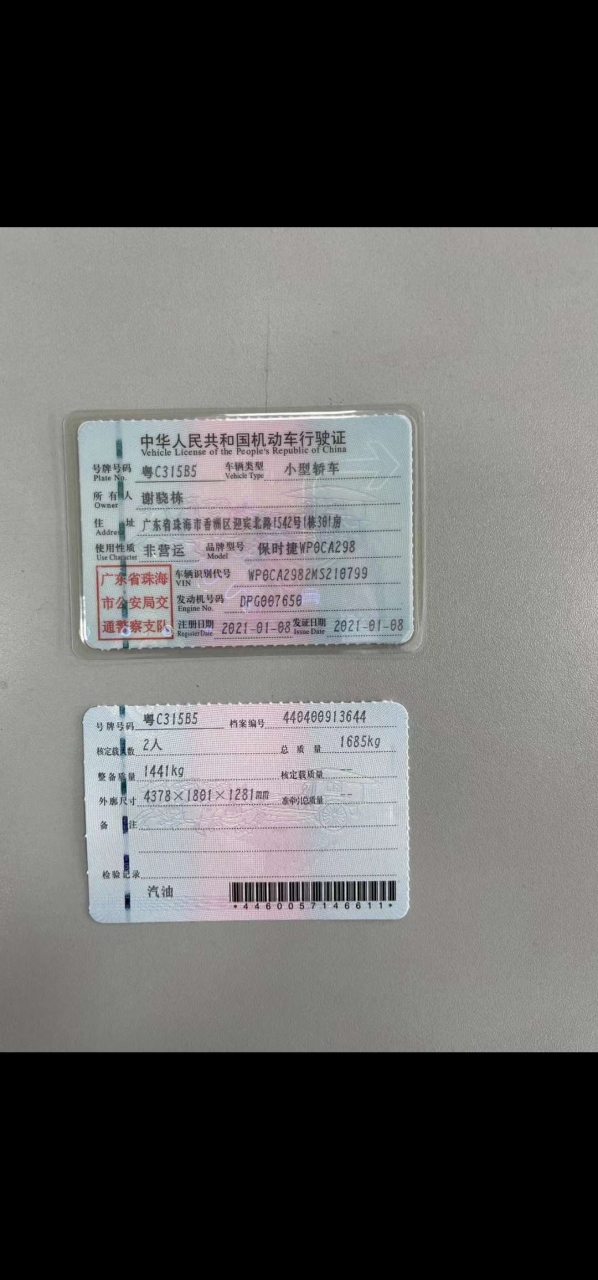 中华人民共和国机动车行驶证
Vehicle License of the People's Republic of China
号牌号码 粤C315B5 车辆类型 小型轿车
Plate No. Vehicle Type
所有人 谢骁栋
Owner
住址 广东省珠海市香洲区迎宾北路1542号1栋301房
Address
使用性质 非营运 品牌型号 保时捷WP0CA298
Use Character Model
广东省珠海
市公安局交
通警察支队
车辆识别代号 WP0CA2982MS210799
VIN
发动机号码 DPG007650
Engine No.
注册日期 2021-01-08 发证日期 2021-01-08
Register Date Issue Date
号牌号码 粤C315B5 档案编号 440400913644
核定载人数 2人 总质量 1685kg
整备质量 1441kg 核定载质量 --
外廓尺寸 4378×1801×1281mm 准牵引总质量 --
备注
检验记录
汽油
*4460057146611*